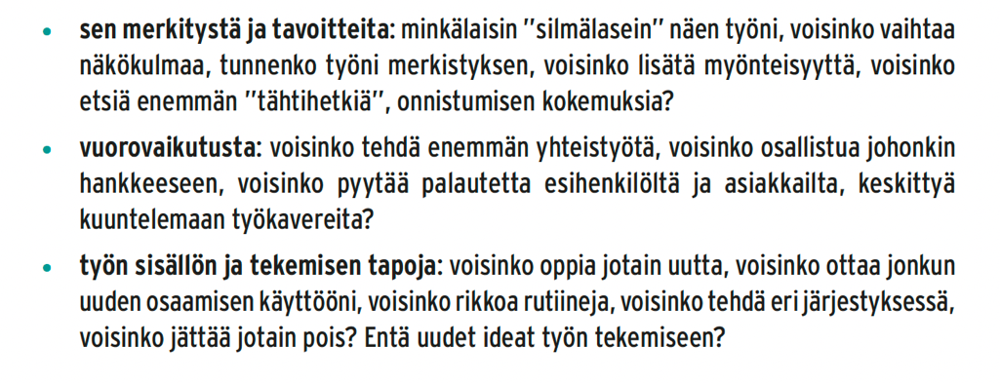 • sen merkitystä ja tavoitteita: minkälaisin ”silmälasein” näen työni, voisinko vaihtaa
näkökulmaa, tunnenko työni merkistyksen, voisinko lisätä myönteisyyttä, voisinko
etsiä enemmän ”tähtihetkiä”, onnistumisen kokemuksia?
• vuorovaikutusta: voisinko tehdä enemmän yhteistyötä, voisinko osallistua johonkin
hankkeeseen, voisinko pyytää palautetta esihenkilöltä ja asiakkailta, keskittyä
kuuntelemaan työkavereita?
• työn sisällön ja tekemisen tapoja: voisinko oppia jotain uutta, voisinko ottaa jonkun
uuden osaamisen käyttööni, voisinko rikkoa rutiineja, voisinko tehdä eri järjestyksessä,
voisinko jättää jotain pois? Entä uudet ideat työn tekemiseen?